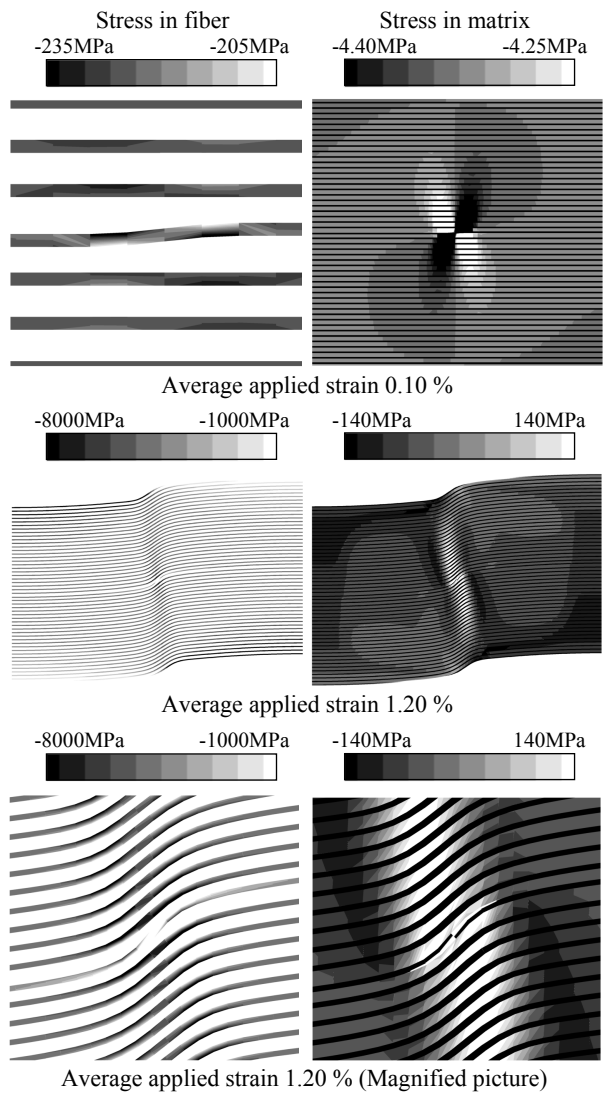 Stress in fiber Stress in matrix
-235MPa -205MPa -4.40MPa -4.25MPa
Average applied strain 0.10 %
-8000MPa -1000MPa -140MPa 140MPa
Average applied strain 1.20 %
-8000MPa -1000MPa -140MPa 140MPa
Average applied strain 1.20 % (Magnified picture)